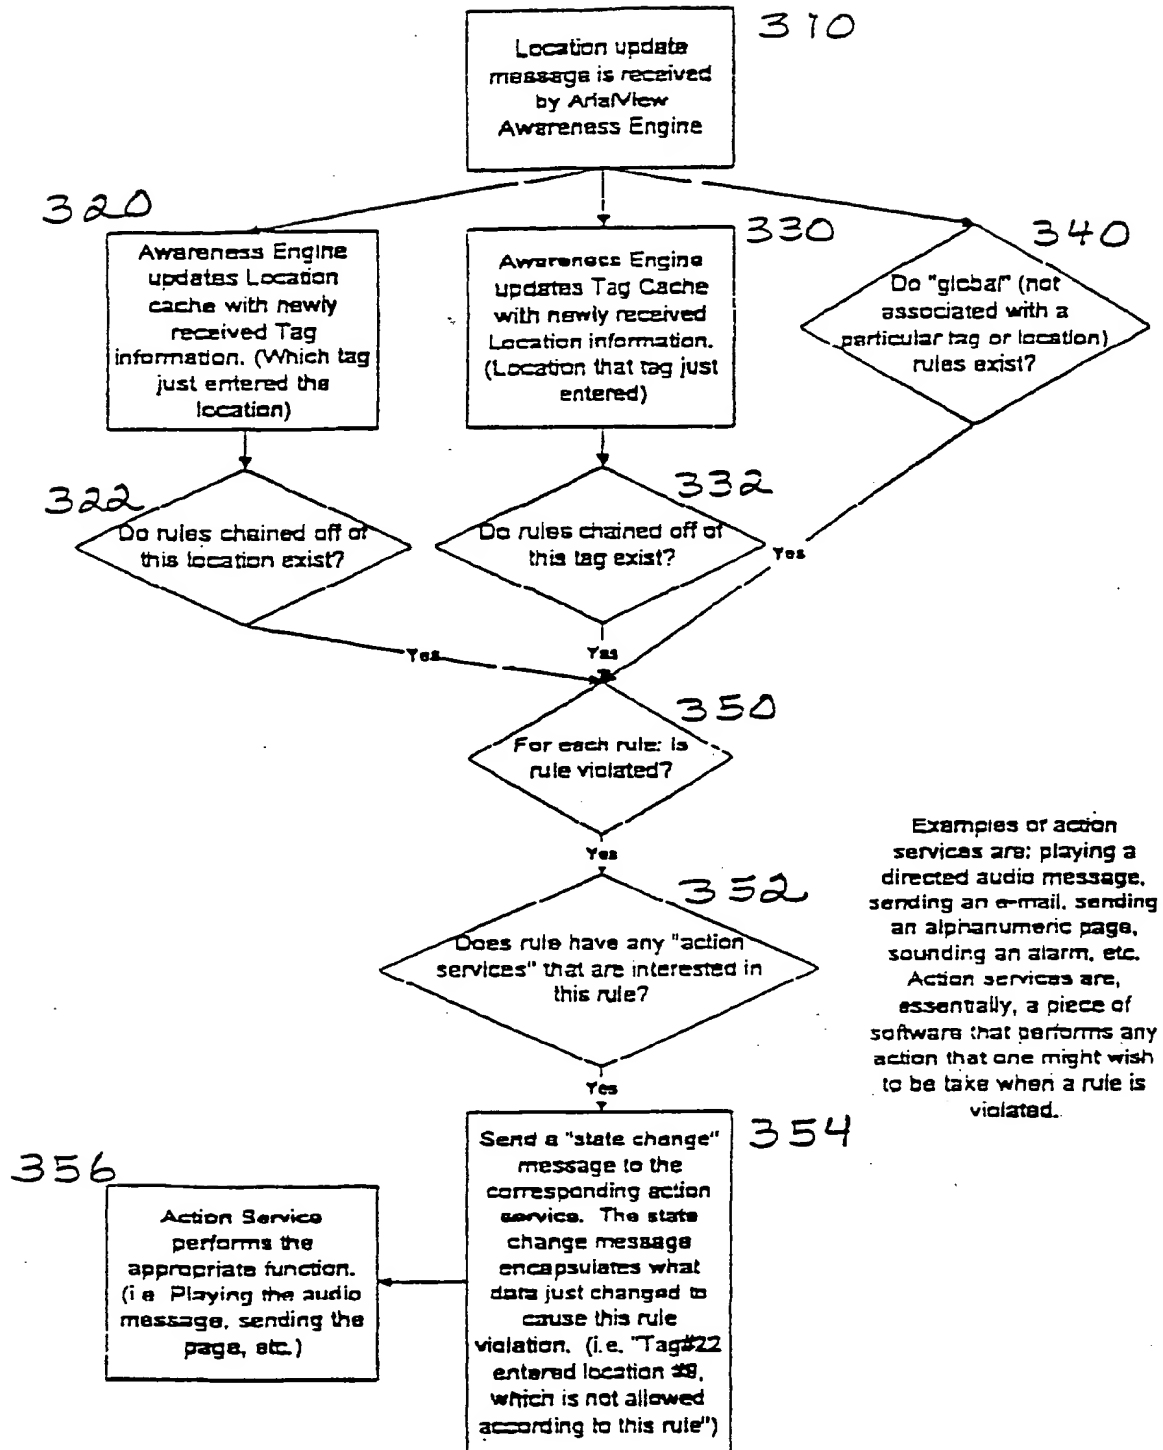 310
Location update
message is received
by ArialView
Awareness Engine
320
Awareness Engine
updates Location
cache with newly
received Tag
information. (Which tag
just entered the
location)
330
Awareness Engine
updates Tag Cache
with newly received
Location information.
(Location that tag just
entered)
340
Do "global" (not
associated with a
particular tag or location)
rules exist?
322
Do rules chained off of
this location exist?
332
Do rules chained off of
this tag exist?
Yes
Yes
Yes
350
For each rule: is
rule violated?
Yes
352
Does rule have any "action
services" that are interested in
this rule?
Examples of action
services are: playing a
directed audio message,
sending an e-mail, sending
an alphanumeric page,
sounding an alarm, etc.
Action services are,
essentially, a piece of
software that performs any
action that one might wish
to be take when a rule is
violated.
Yes
354
Send a "state change"
message to the
corresponding action
service. The state
change message
encapsulates what
data just changed to
cause this rule
violation. (i.e. "Tag#22
entered location #9,
which is not allowed
according to this rule")
356
Action Service
performs the
appropriate function.
(i.e Playing the audio
message, sending the
page, etc.)